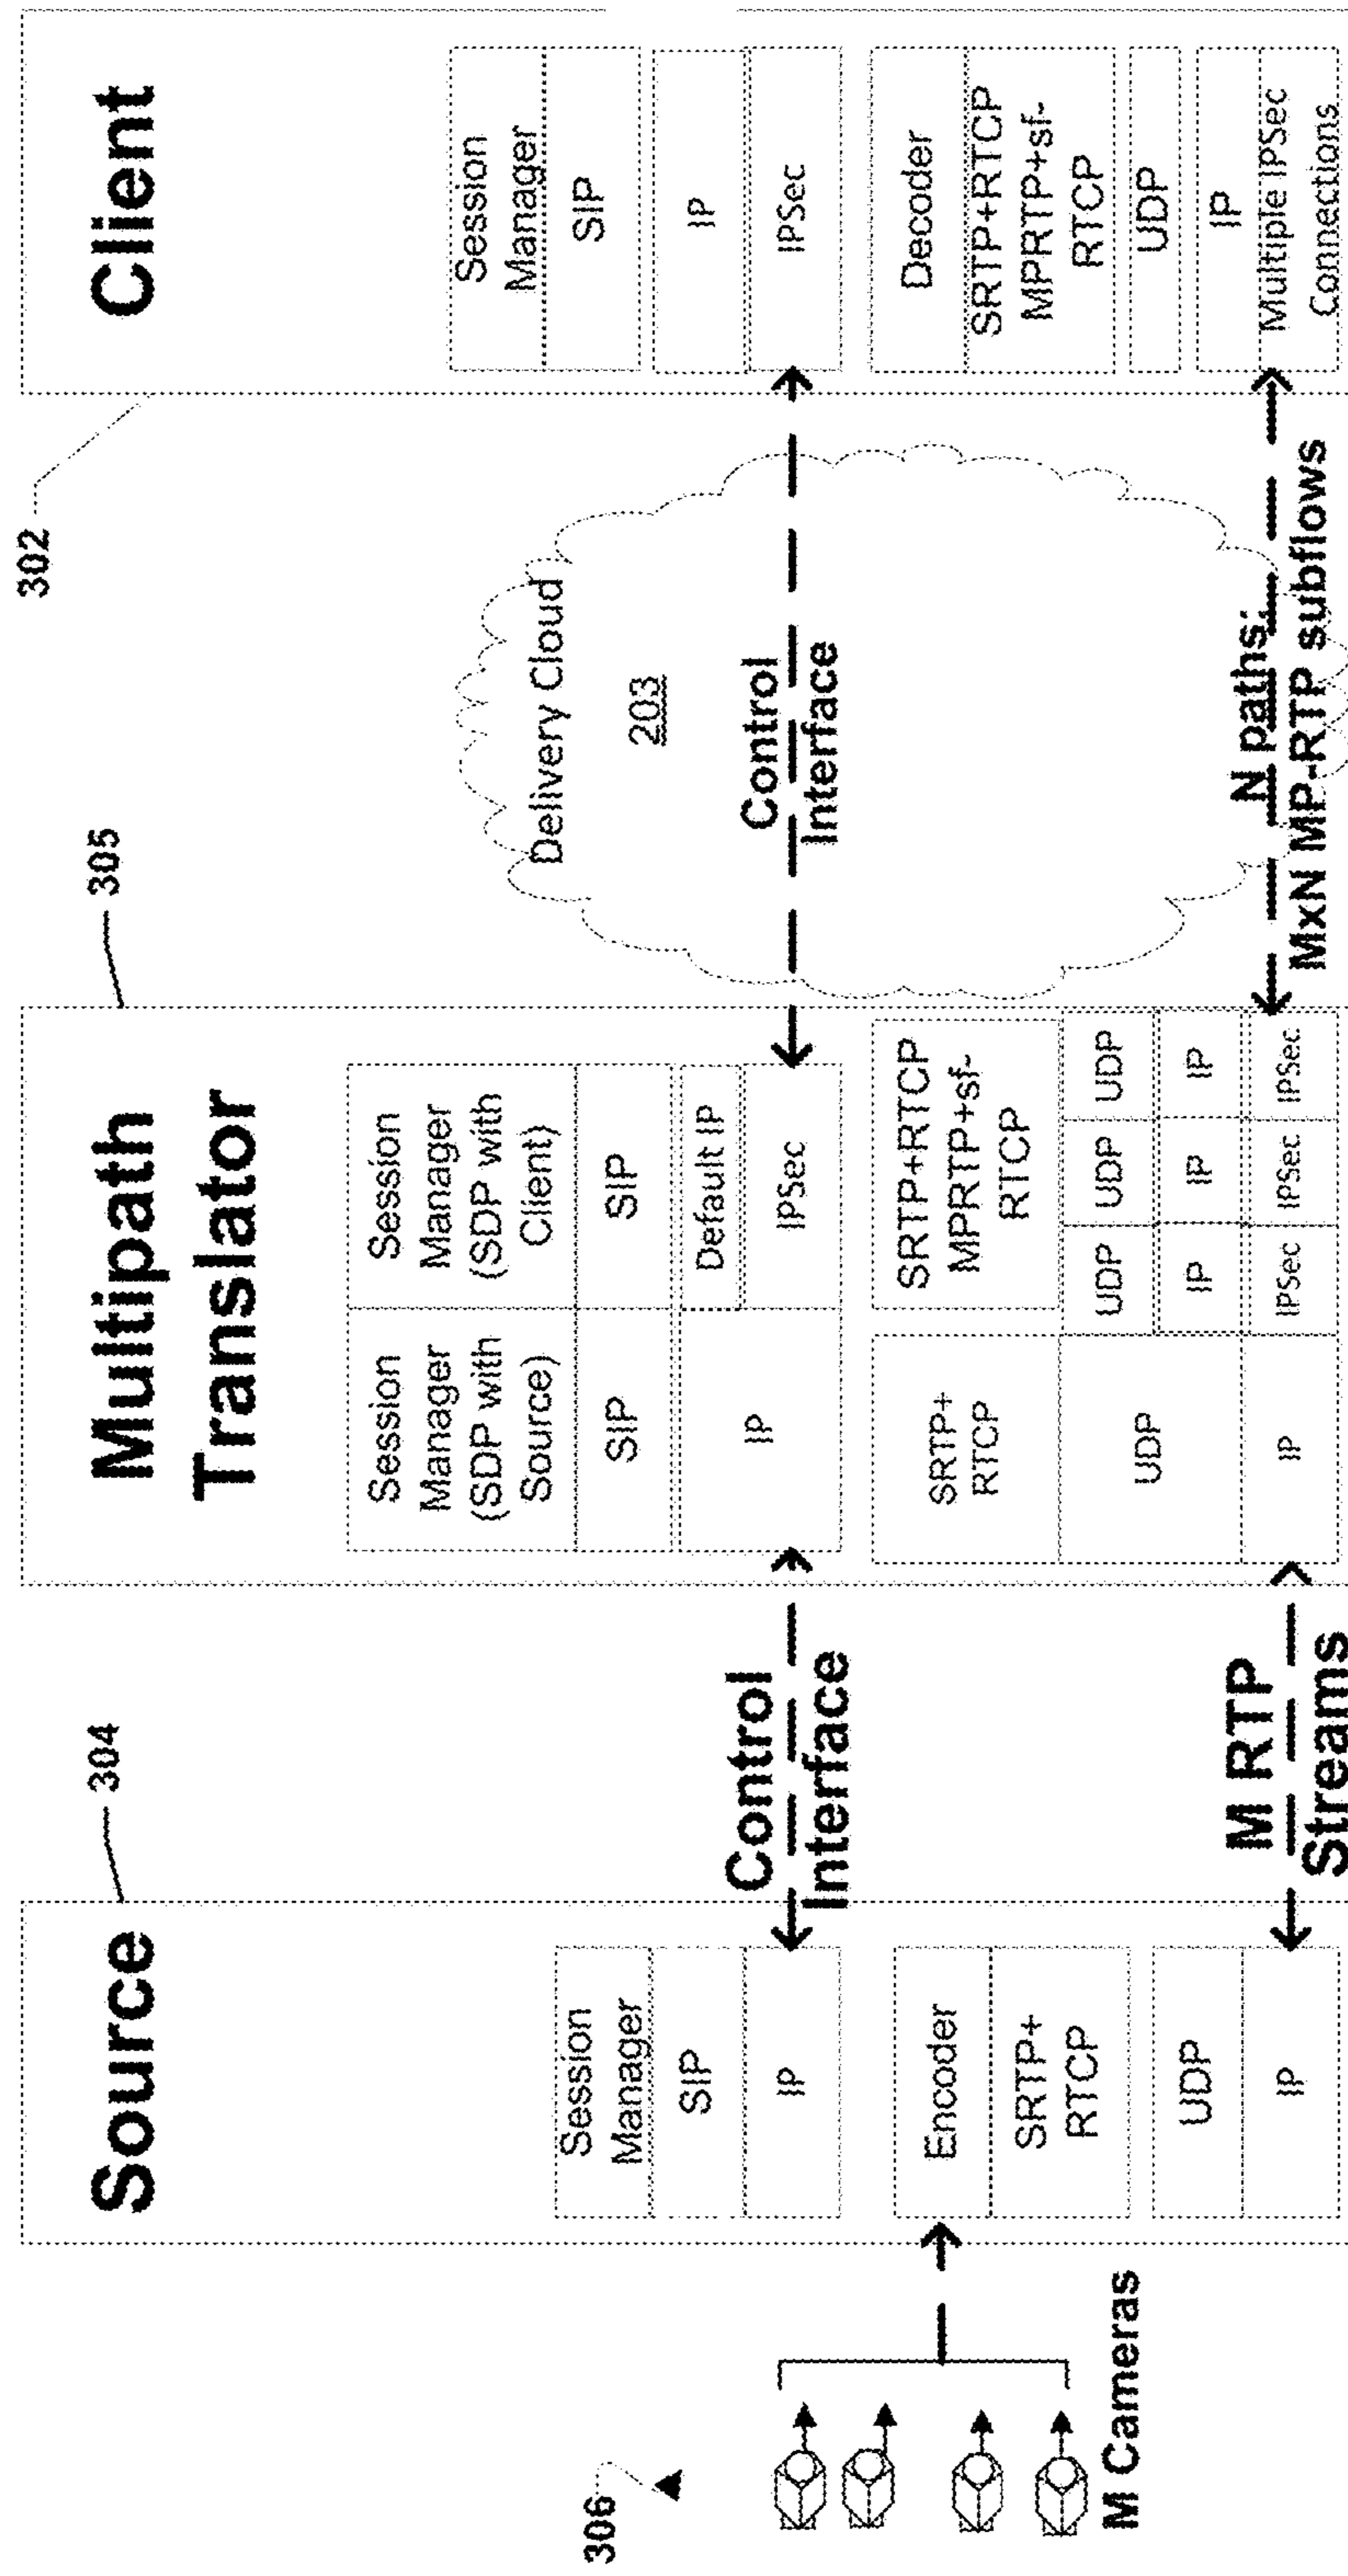 306
M Cameras
Source
304
Session
Manager
SIP
IP
Encoder
SRTP+
RTCP
UDP
IP
Control
Interface
M RTP
Streams
Multipath
Translator
305
Session
Manager
(SDP with
Source)
SIP
IP
Session
Manager
(SDP with
Client)
SIP
Default IP
IPSec
SRTP+
RTCP
UDP
IP
SRTP+RTCP
MPRTP+sf-
RTCP
UDP
UDP
UDP
IP
IP
IP
IPSec
IPSec
IPSec
Delivery Cloud
203
Control
Interface
N paths:
MxN MP-RTP subflows
Client
302
Session
Manager
SIP
IP
IPSec
Decoder
SRTP+RTCP
MPRTP+sf-
RTCP
UDP
IP
Multiple IPSec
Connections